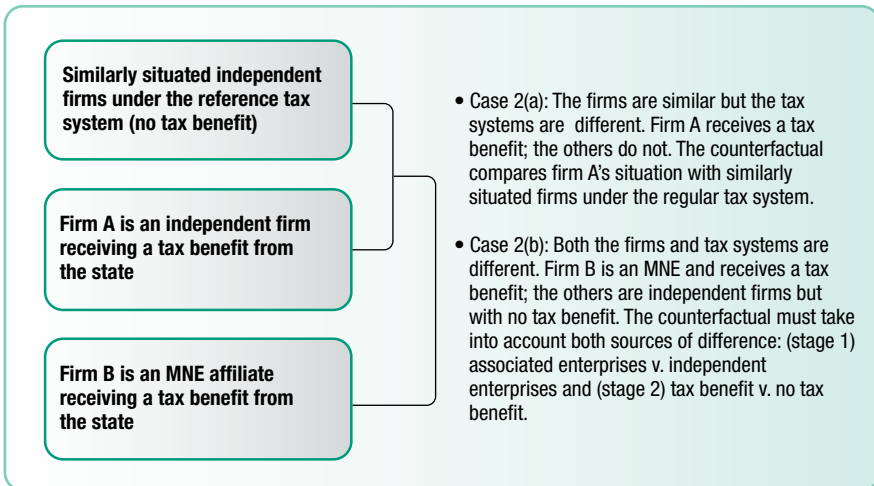 Similarly situated independent
firms under the reference tax
system (no tax benefit)
Firm A is an independent firm
receiving a tax benefit from
the state
Firm B is an MNE affiliate
receiving a tax benefit from
the state
• Case 2(a): The firms are similar but the tax
systems are different. Firm A receives a tax
benefit; the others do not. The counterfactual
compares firm A's situation with similarly
situated firms under the regular tax system.
• Case 2(b): Both the firms and tax systems are
different. Firm B is an MNE and receives a tax
benefit; the others are independent firms but
with no tax benefit. The counterfactual must take
into account both sources of difference: (stage 1)
associated enterprises v. independent
enterprises and (stage 2) tax benefit v. no tax
benefit.